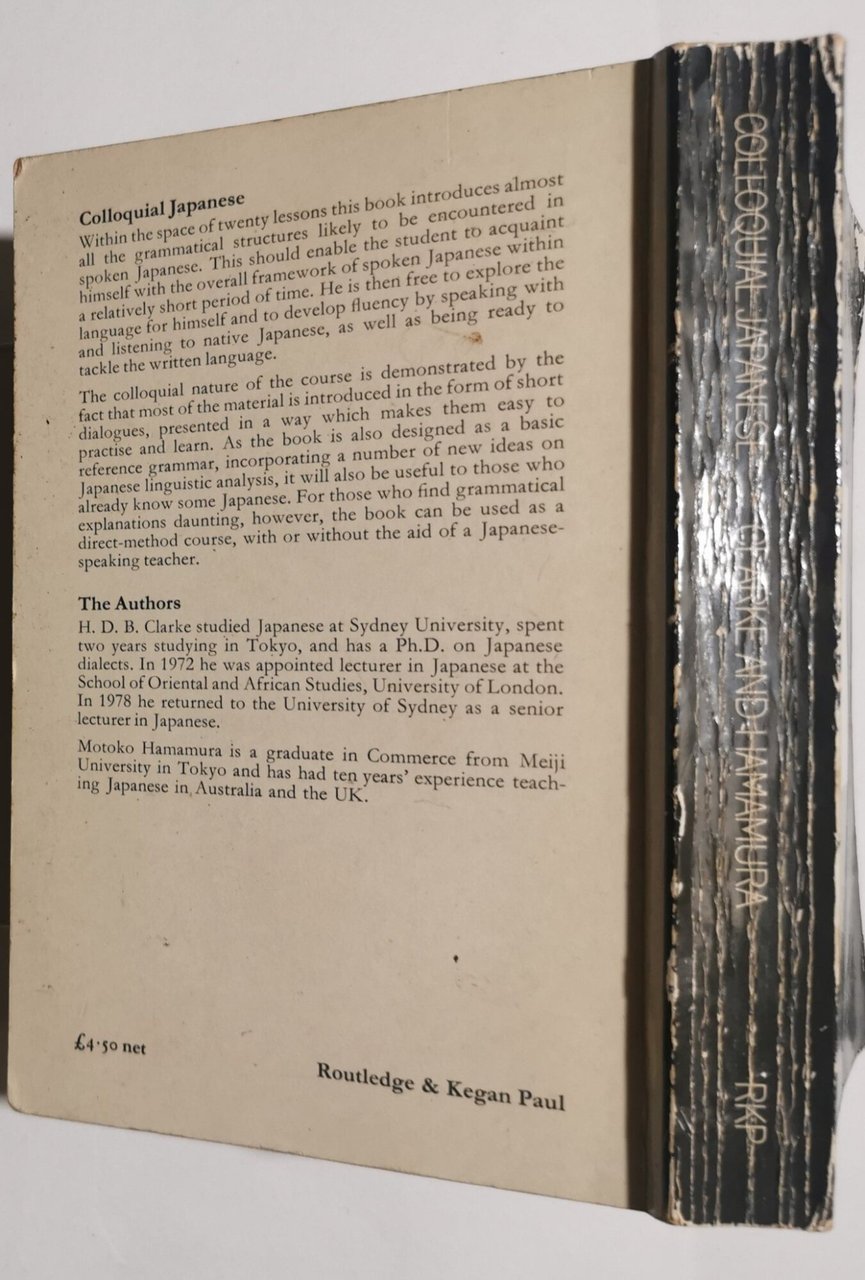 Colloquial Japanese
Within the space of twenty lessons this book introduces almost
all the grammatical structures likely to be encountered in
spoken Japanese. This should enable the student to acquaint
himself with the overall framework of spoken Japanese within
a relatively short period of time. He is then free to explore the
language for himself and to develop fluency by speaking with
and listening to native Japanese, as well as being ready to
tackle the written language.
The colloquial nature of the course is demonstrated by the
fact that most of the material is introduced in the form of short
dialogues, presented in a way which makes them easy to
practise and learn. As the book is also designed as a basic
reference grammar, incorporating a number of new ideas on
Japanese linguistic analysis, it will also be useful to those who
already know some Japanese. For those who find grammatical
explanations daunting, however, the book can be used as a
direct-method course, with or without the aid of a Japanese-
speaking teacher.
The Authors
H. D. B. Clarke studied Japanese at Sydney University, spent
two years studying in Tokyo, and has a Ph.D. on Japanese
dialects. In 1972 he was appointed lecturer in Japanese at the
School of Oriental and African Studies, University of London.
In 1978 he returned to the University of Sydney as a senior
lecturer in Japanese.
Motoko Hamamura is a graduate in Commerce from Meiji
University in Tokyo and has had ten years' experience teach-
ing Japanese in Australia and the UK.
£4·50 net
Routledge & Kegan Paul
COLLOQUIAL JAPANESE CLARKE AND HAMAMURA RKP